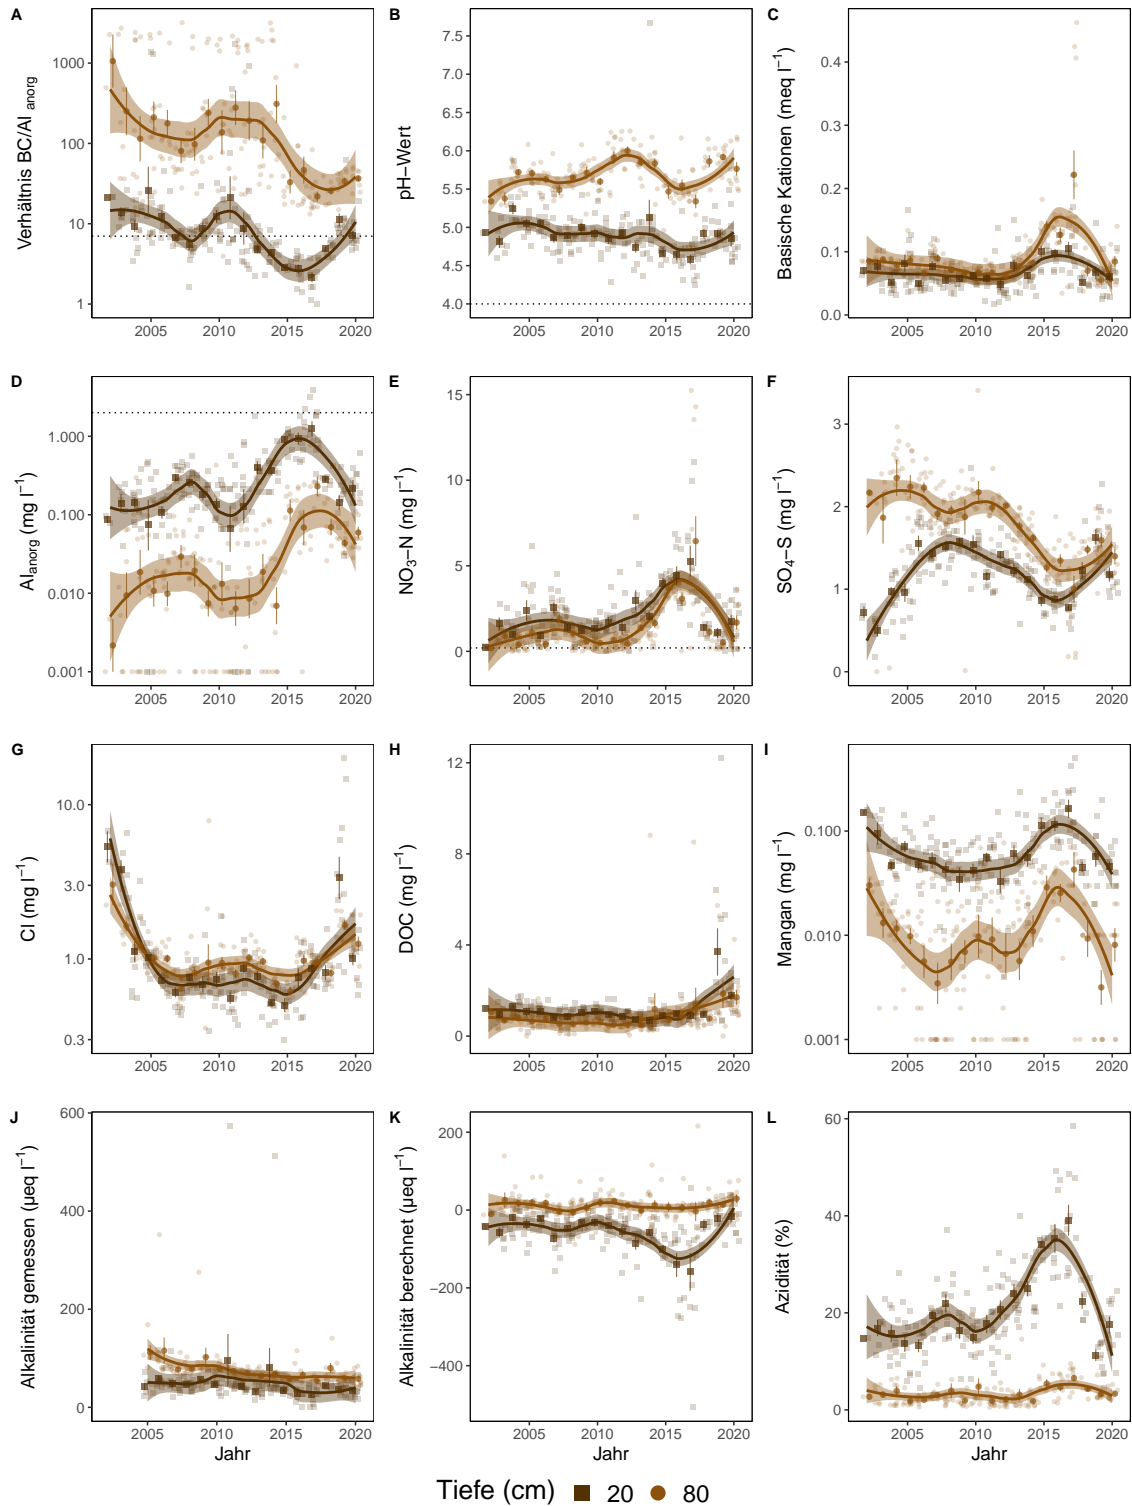 A
Verhältnis BC/Al anorg
1000
100
10
1
2005 2010 2015 2020
B
pH−Wert
7.5
7.0
6.5
6.0
5.5
5.0
4.5
4.0
2005 2010 2015 2020
C
Basische Kationen (meq l⁻¹)
0.4
0.3
0.2
0.1
0.0
2005 2010 2015 2020
D
Al anorg (mg l⁻¹)
1.000
0.100
0.010
0.001
2005 2010 2015 2020
E
NO₃−N (mg l⁻¹)
15
10
5
0
2005 2010 2015 2020
F
SO₄−S (mg l⁻¹)
3
2
1
0
2005 2010 2015 2020
G
Cl (mg l⁻¹)
10.0
3.0
1.0
0.3
2005 2010 2015 2020
H
DOC (mg l⁻¹)
12
8
4
0
2005 2010 2015 2020
I
Mangan (mg l⁻¹)
0.100
0.010
0.001
2005 2010 2015 2020
J
Alkalinität gemessen (µeq l⁻¹)
600
400
200
0
2005 2010 2015 2020
Jahr
K
Alkalinität berechnet (µeq l⁻¹)
200
0
−200
−400
2005 2010 2015 2020
Jahr
L
Azidität (%)
60
40
20
0
2005 2010 2015 2020
Jahr
Tiefe (cm) 20 80